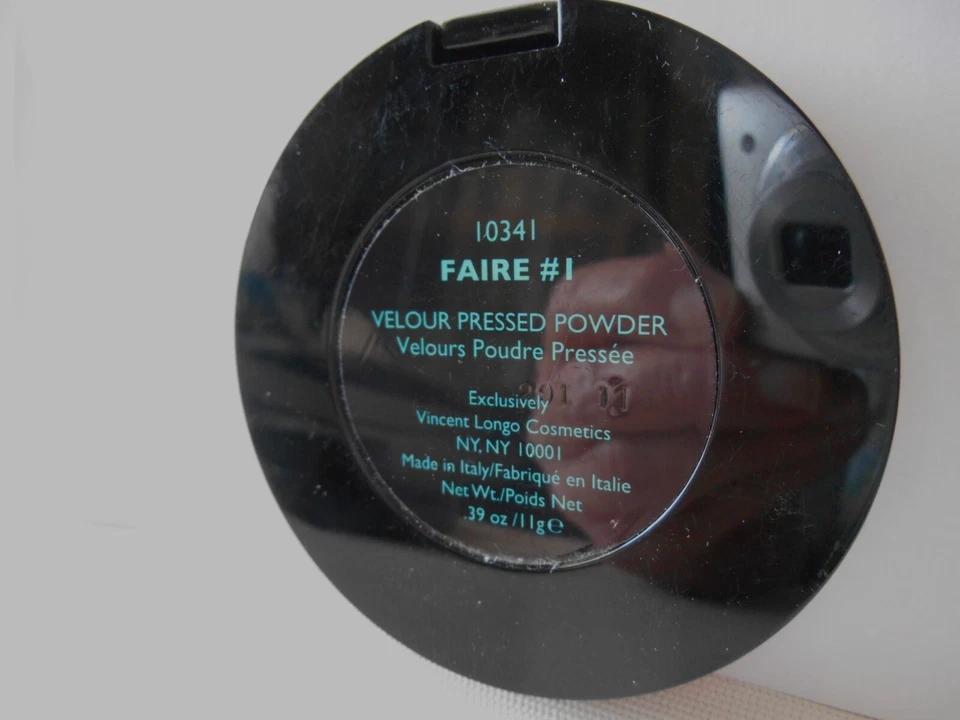 10341
FAIRE #1
VELOUR PRESSED POWDER
Velours Poudre Pressée
Exclusively
Vincent Longo Cosmetics
NY, NY 10001
Made in Italy/Fabriqué en Italie
Net Wt./Poids Net
.39 oz /11g℮